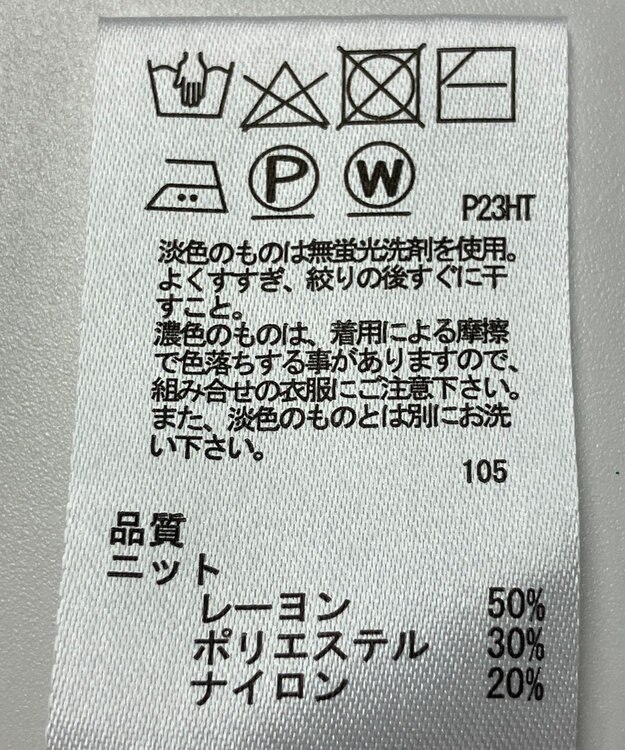 P W P23HT
淡色のものは無蛍光洗剤を使用。
よくすすぎ、絞りの後すぐに干
すこと。
濃色のものは、着用による摩擦
で色落ちする事がありますので、
組み合せの衣服にご注意下さい。
また、淡色のものとは別にお洗
い下さい。
105
品質
ニット
レーヨン 50%
ポリエステル 30%
ナイロン 20%